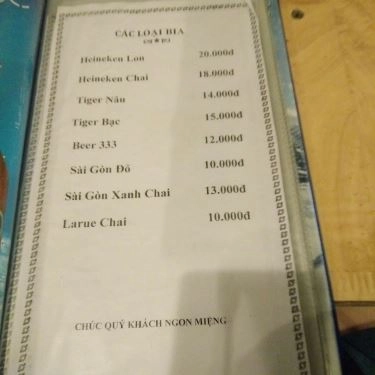 CÁC LOẠI BIA
Heineken Lon 20.000đ
Heineken Chai 18.000đ
Tiger Nâu 14.000đ
Tiger Bạc 15.000đ
Beer 333 12.000đ
Sài Gòn Đỏ 10.000đ
Sài Gòn Xanh Chai 13.000đ
Larue Chai 10.000đ
CHÚC QUÝ KHÁCH NGON MIỆNG